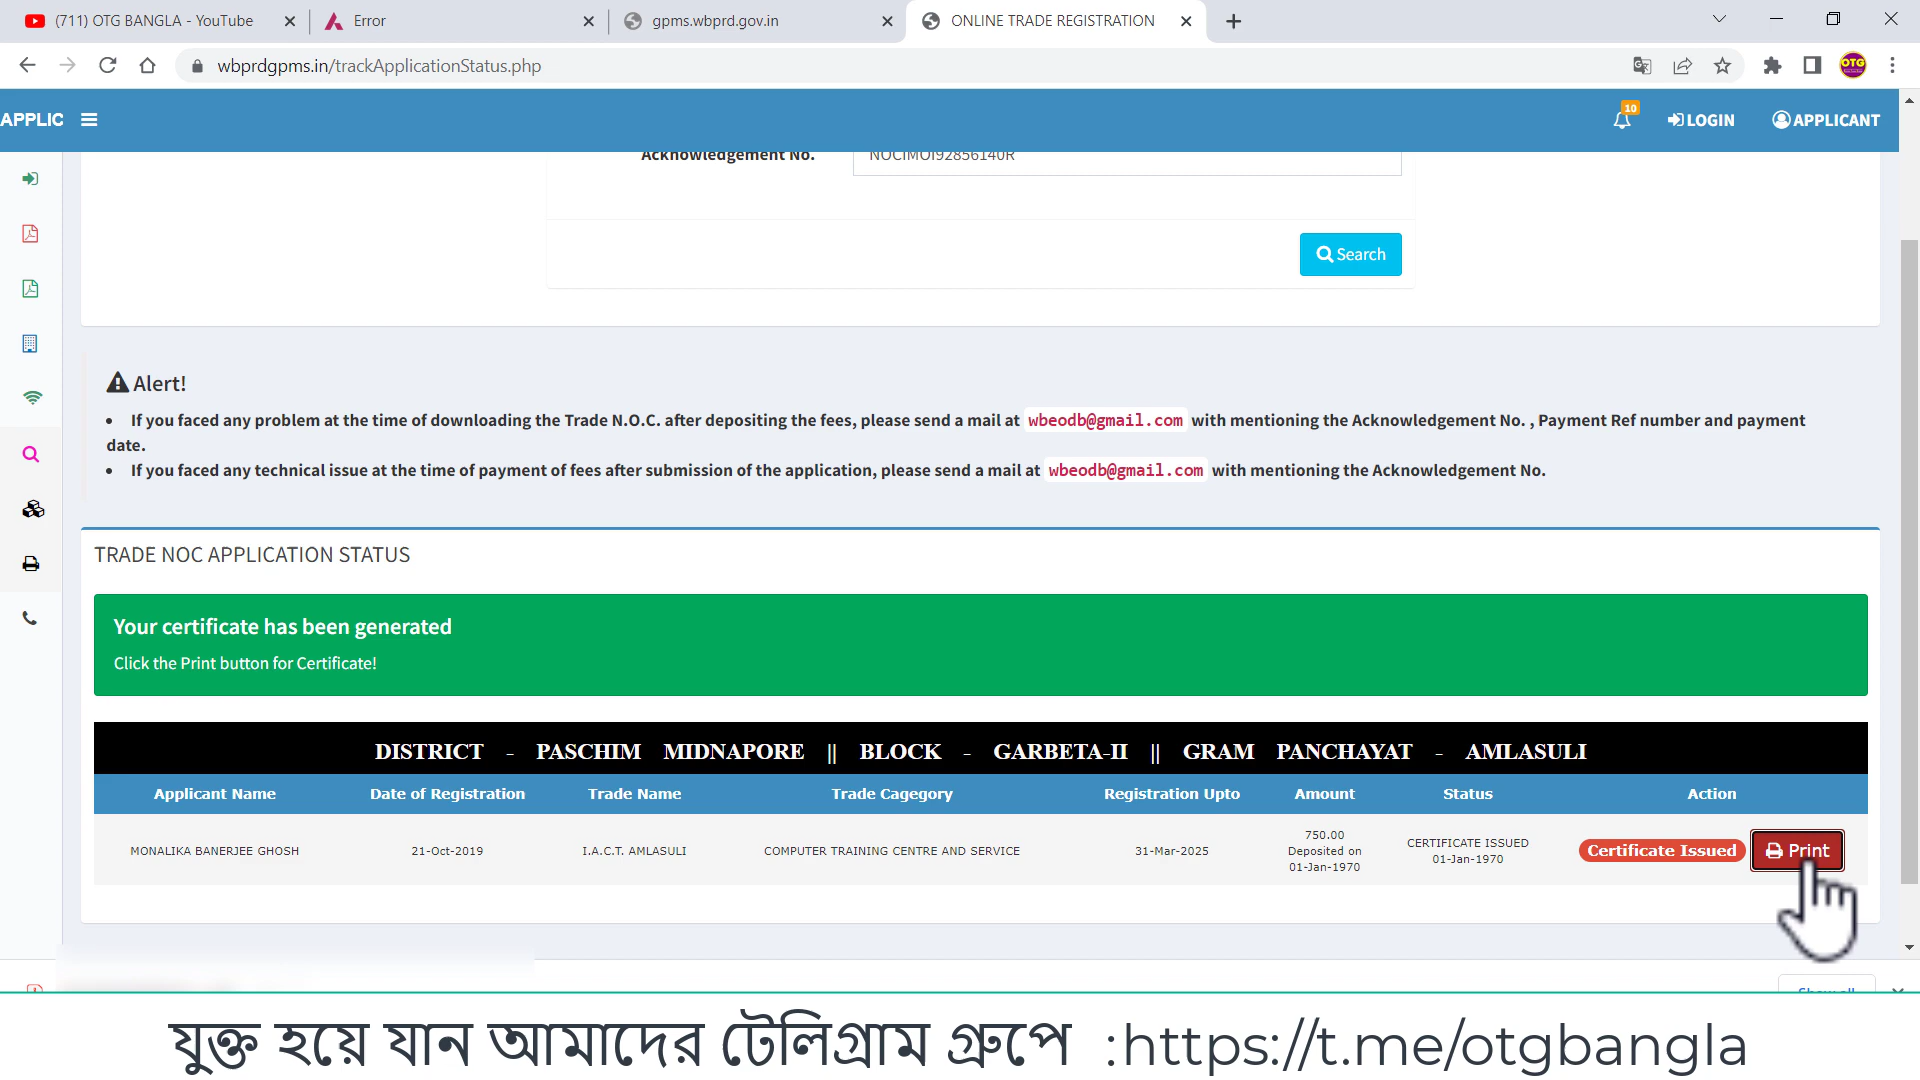 (711) OTG BANGLA - YouTube
Error
gpms.wbprd.gov.in
ONLINE TRADE REGISTRATION
wbprdgpms.in/trackApplicationStatus.php
OTG
APPLIC
10
LOGIN
APPLICANT
Acknowledgement No.
NOCIMOI92856140R
Search
Alert!
• If you faced any problem at the time of downloading the Trade N.O.C. after depositing the fees, please send a mail at wbeodb@gmail.com with mentioning the Acknowledgement No. , Payment Ref number and payment
date.
• If you faced any technical issue at the time of payment of fees after submission of the application, please send a mail at wbeodb@gmail.com with mentioning the Acknowledgement No.
TRADE NOC APPLICATION STATUS
Your certificate has been generated
Click the Print button for Certificate!
DISTRICT - PASCHIM MIDNAPORE || BLOCK - GARBETA-II || GRAM PANCHAYAT - AMLASULI
Applicant Name Date of Registration Trade Name Trade Cagegory Registration Upto Amount Status Action
MONALIKA BANERJEE GHOSH 21-Oct-2019 I.A.C.T. AMLASULI COMPUTER TRAINING CENTRE AND SERVICE 31-Mar-2025
750.00
Deposited on
01-Jan-1970
CERTIFICATE ISSUED
01-Jan-1970
Certificate Issued
Print
Show all
যুক্ত হয়ে যান আমাদের টেলিগ্রাম গ্রুপে :https://t.me/otgbangla